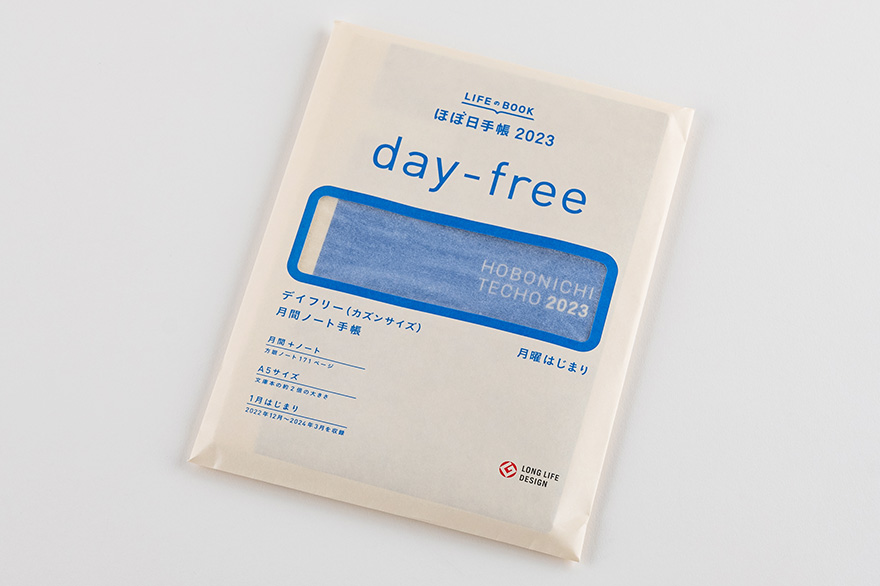 LIFEのBOOK
ほぼ日手帳 2023
day-free
HOBONICHI
TECHO 2023
デイフリー(カズンサイズ)
月間ノート手帳
月曜はじまり
月間+ノート
方眼ノート171ページ
A5サイズ
文庫本の約2倍の大きさ
1月はじまり
2022年12月〜2024年3月を収録
LONG LIFE
DESIGN